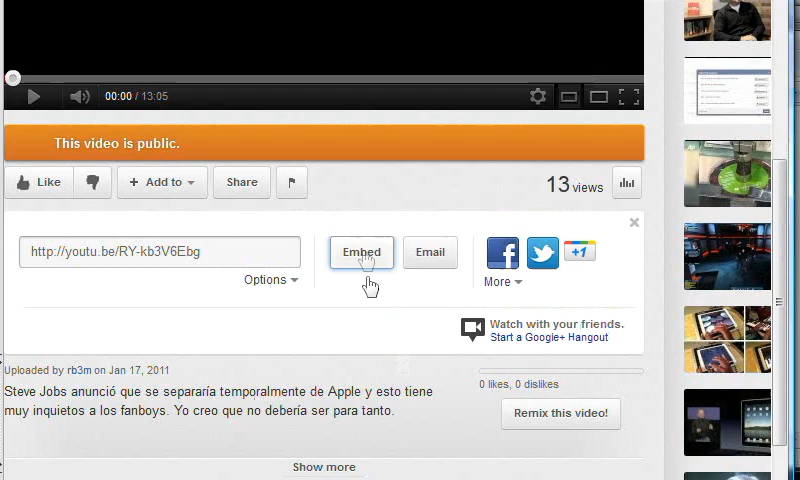 00:00 / 13:05
This video is public.
Like
+ Add to
Share
13 views
http://youtu.be/RY-kb3V6Ebg
Embed
Email
+1
Options
More
Watch with your friends.
Start a Google+ Hangout
Uploaded by rb3m on Jan 17, 2011
0 likes, 0 dislikes
Steve Jobs anunció que se separaría temporalmente de Apple y esto tiene
muy inquietos a los fanboys. Yo creo que no debería ser para tanto.
Remix this video!
Show more